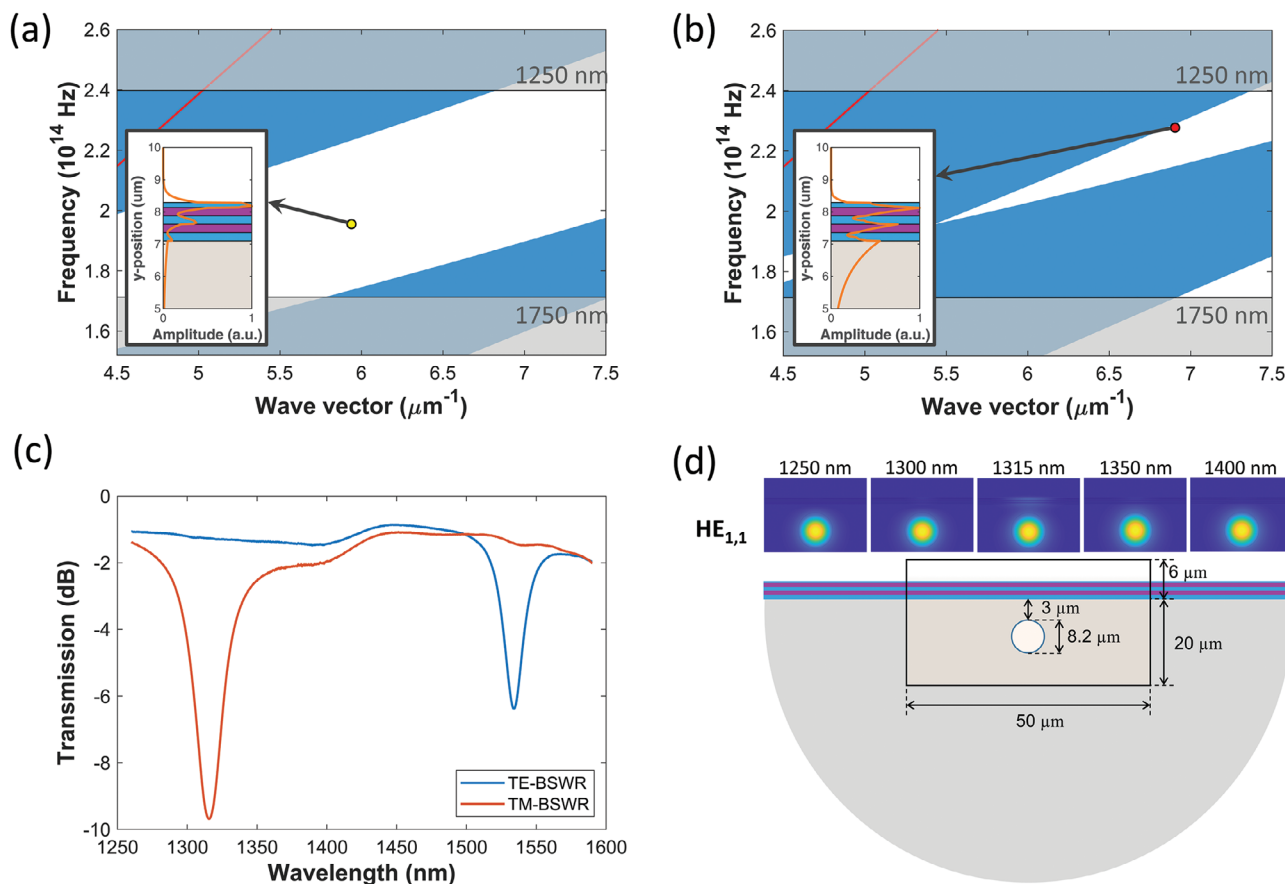 (a)
Frequency (10¹⁴ Hz)
2.6
2.4
2.2
2
1.8
1.6
1250 nm
1750 nm
y-position (um)
10
9
8
7
6
5
0
1
Amplitude (a.u.)
4.5
5
5.5
6
6.5
7
7.5
Wave vector (μm⁻¹)
(b)
Frequency (10¹⁴ Hz)
2.6
2.4
2.2
2
1.8
1.6
1250 nm
1750 nm
y-position (um)
10
9
8
7
6
5
0
1
Amplitude (a.u.)
4.5
5
5.5
6
6.5
7
7.5
Wave vector (μm⁻¹)
(c)
Transmission (dB)
0
-2
-4
-6
-8
-10
TE-BSWR
TM-BSWR
1250
1300
1350
1400
1450
1500
1550
1600
Wavelength (nm)
(d)
1250 nm
1300 nm
1315 nm
1350 nm
1400 nm
HE₁,₁
6 μm
3 μm
8.2 μm
20 μm
50 μm